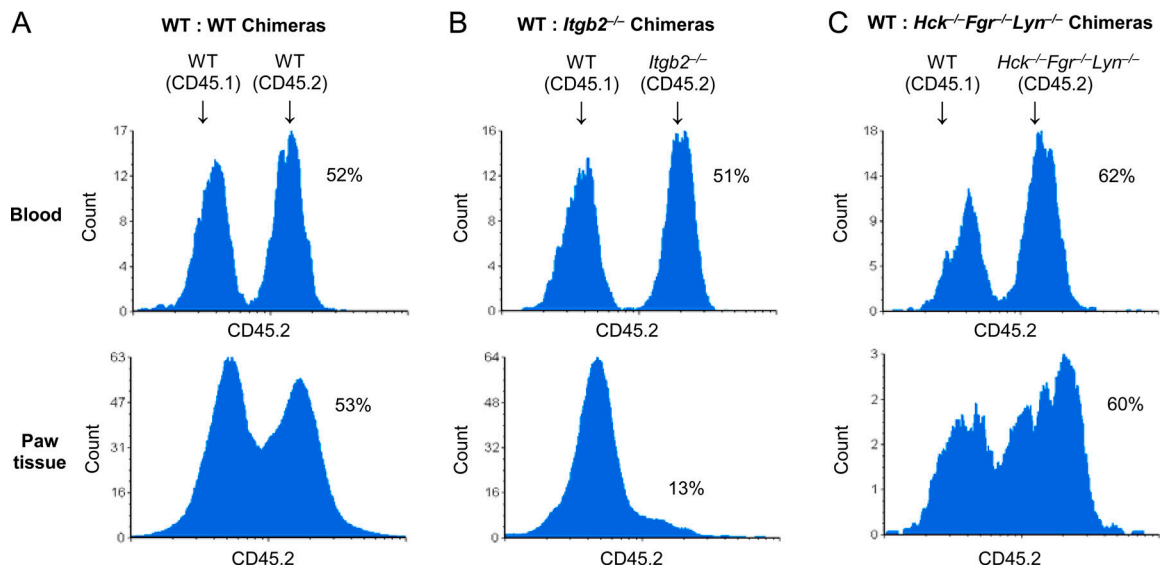 A
WT : WT Chimeras
WT
(CD45.1)
WT
(CD45.2)
17
13
8
4
0
Count
52%
CD45.2
Blood
B
WT : Itgb2–/– Chimeras
WT
(CD45.1)
Itgb2–/–
(CD45.2)
16
12
8
4
0
Count
51%
CD45.2
C
WT : Hck–/–Fgr–/–Lyn–/– Chimeras
WT
(CD45.1)
Hck–/–Fgr–/–Lyn–/–
(CD45.2)
18
14
9
5
0
Count
62%
CD45.2
Paw
tissue
63
47
31
16
0
Count
53%
CD45.2
64
48
32
16
0
Count
13%
CD45.2
3
2
2
1
0
Count
60%
CD45.2